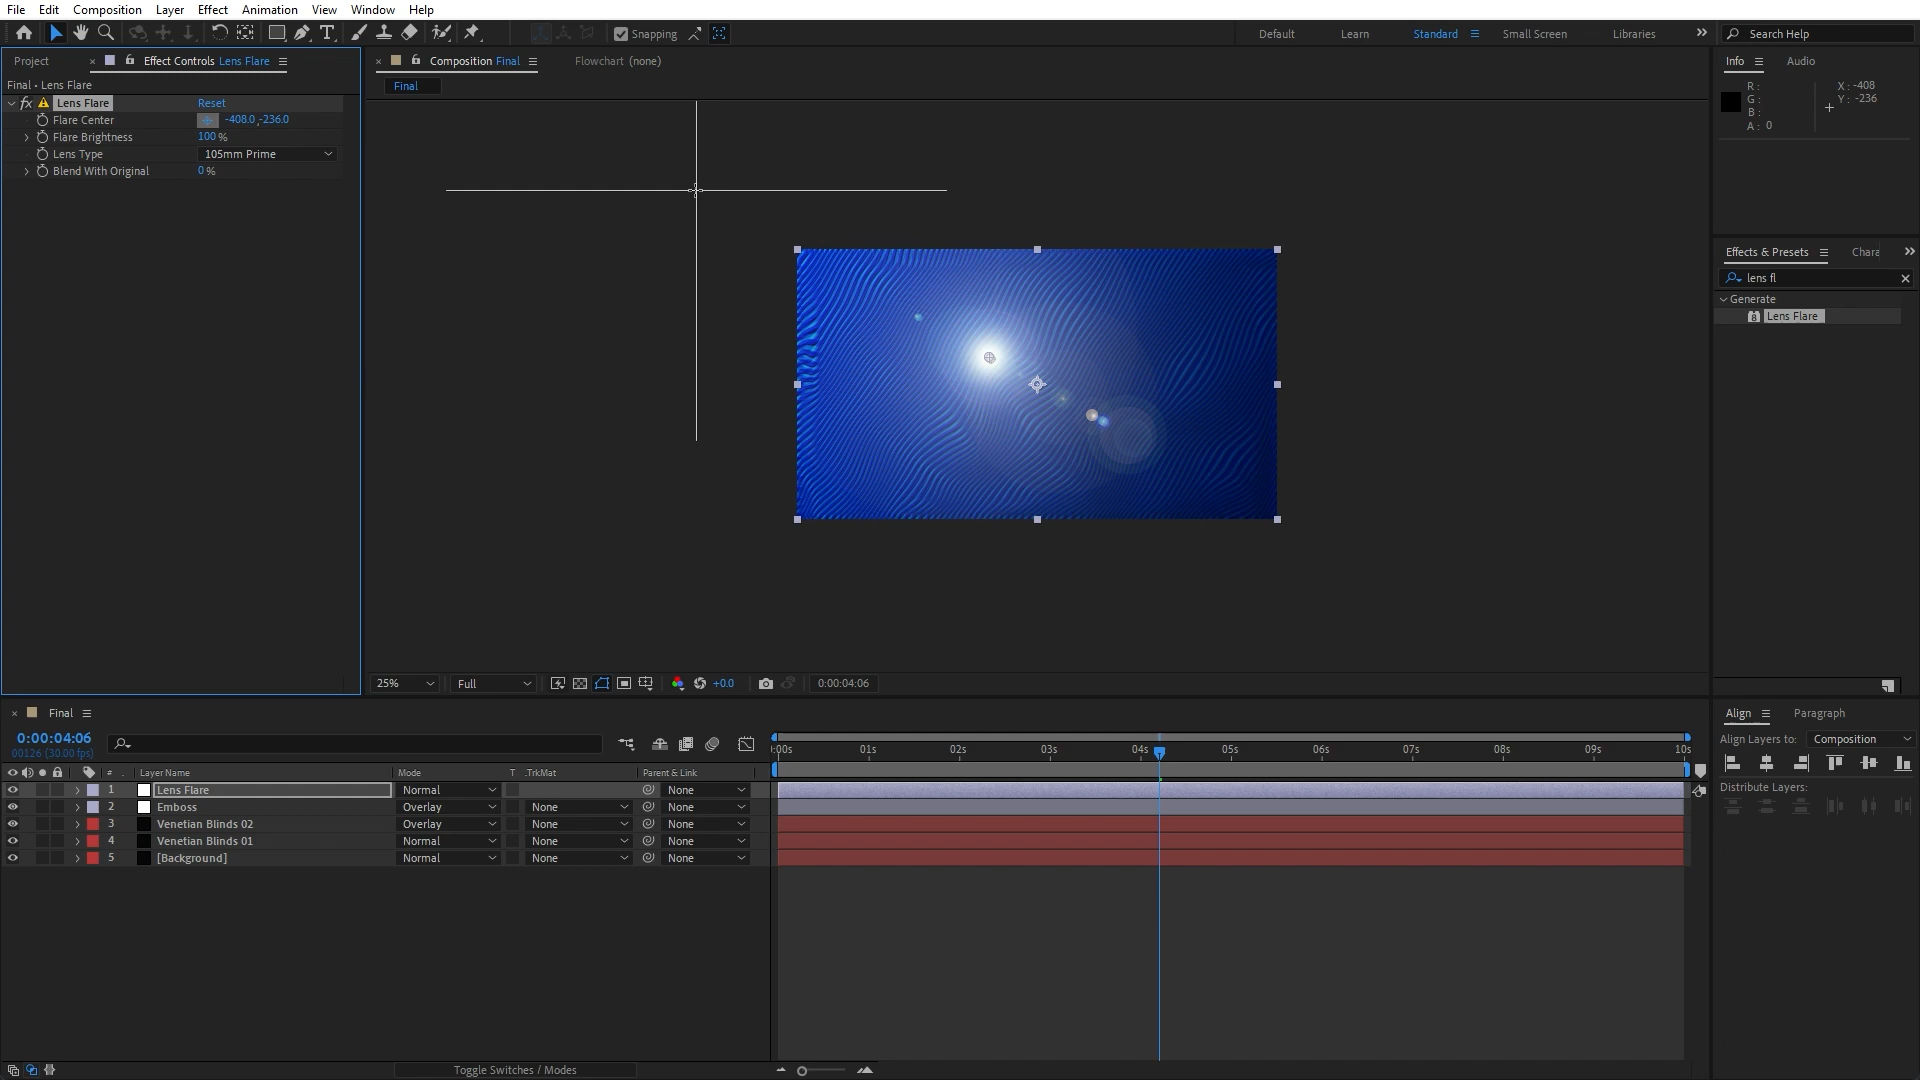 File Edit Composition Layer Effect Animation View Window Help
Snapping Default Learn Standard Small Screen Libraries Search Help
Project Effect Controls Lens Flare
Final • Lens Flare
fx Lens Flare Reset
Flare Center -408.0,-236.0
Flare Brightness 100 %
Lens Type 105mm Prime
Blend With Original 0 %
Composition Final Flowchart (none)
Final
25% Full +0.0 0:00:04:06
Info Audio
R : X : -408
G : Y : -236
B :
A : 0
Effects & Presets Chara
lens fl
Generate
Lens Flare
Final
0:00:04:06
00126 (30.00 fps)
:00s 01s 02s 03s 04s 05s 06s 07s 08s 09s 10s
# . Layer Name Mode T .TrkMat Parent & Link
1 Lens Flare Normal None
2 Emboss Overlay None None
3 Venetian Blinds 02 Overlay None None
4 Venetian Blinds 01 Normal None None
5 [Background] Normal None None
Toggle Switches / Modes
Align Paragraph
Align Layers to: Composition
Distribute Layers: